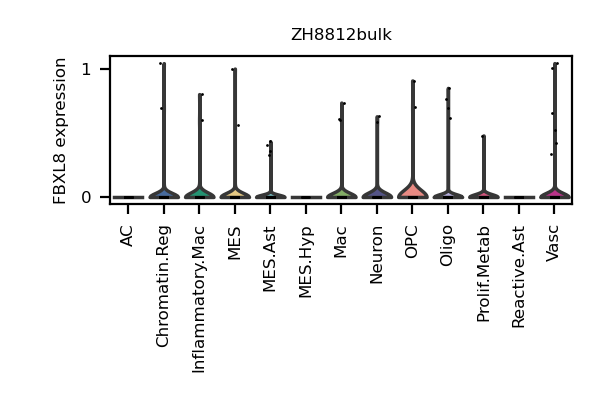 ZH8812bulk
FBXL8 expression
1
0
AC
Chromatin.Reg
Inflammatory.Mac
MES
MES.Ast
MES.Hyp
Mac
Neuron
OPC
Oligo
Prolif.Metab
Reactive.Ast
Vasc